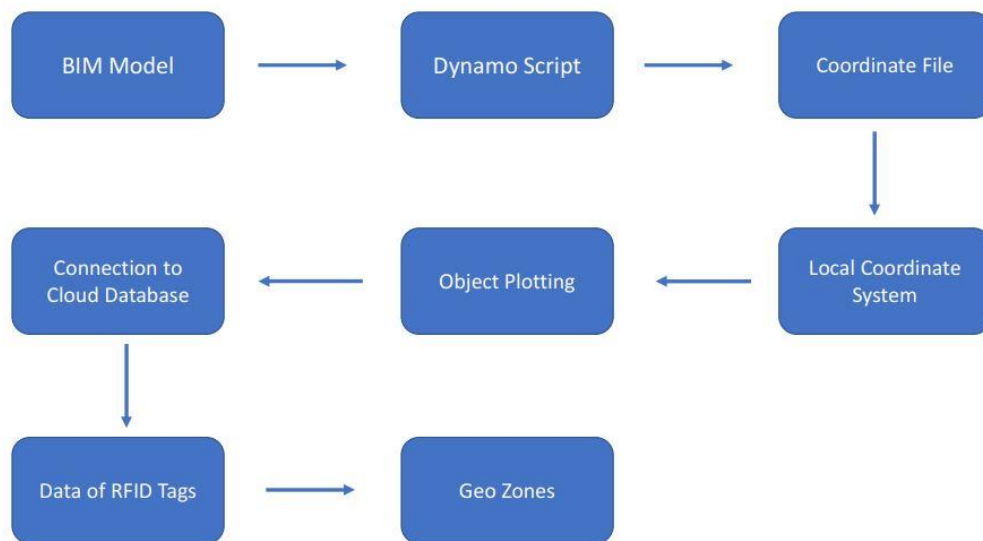 BIM Model
Dynamo Script
Coordinate File
Local Coordinate
System
Object Plotting
Connection to
Cloud Database
Data of RFID Tags
Geo Zones